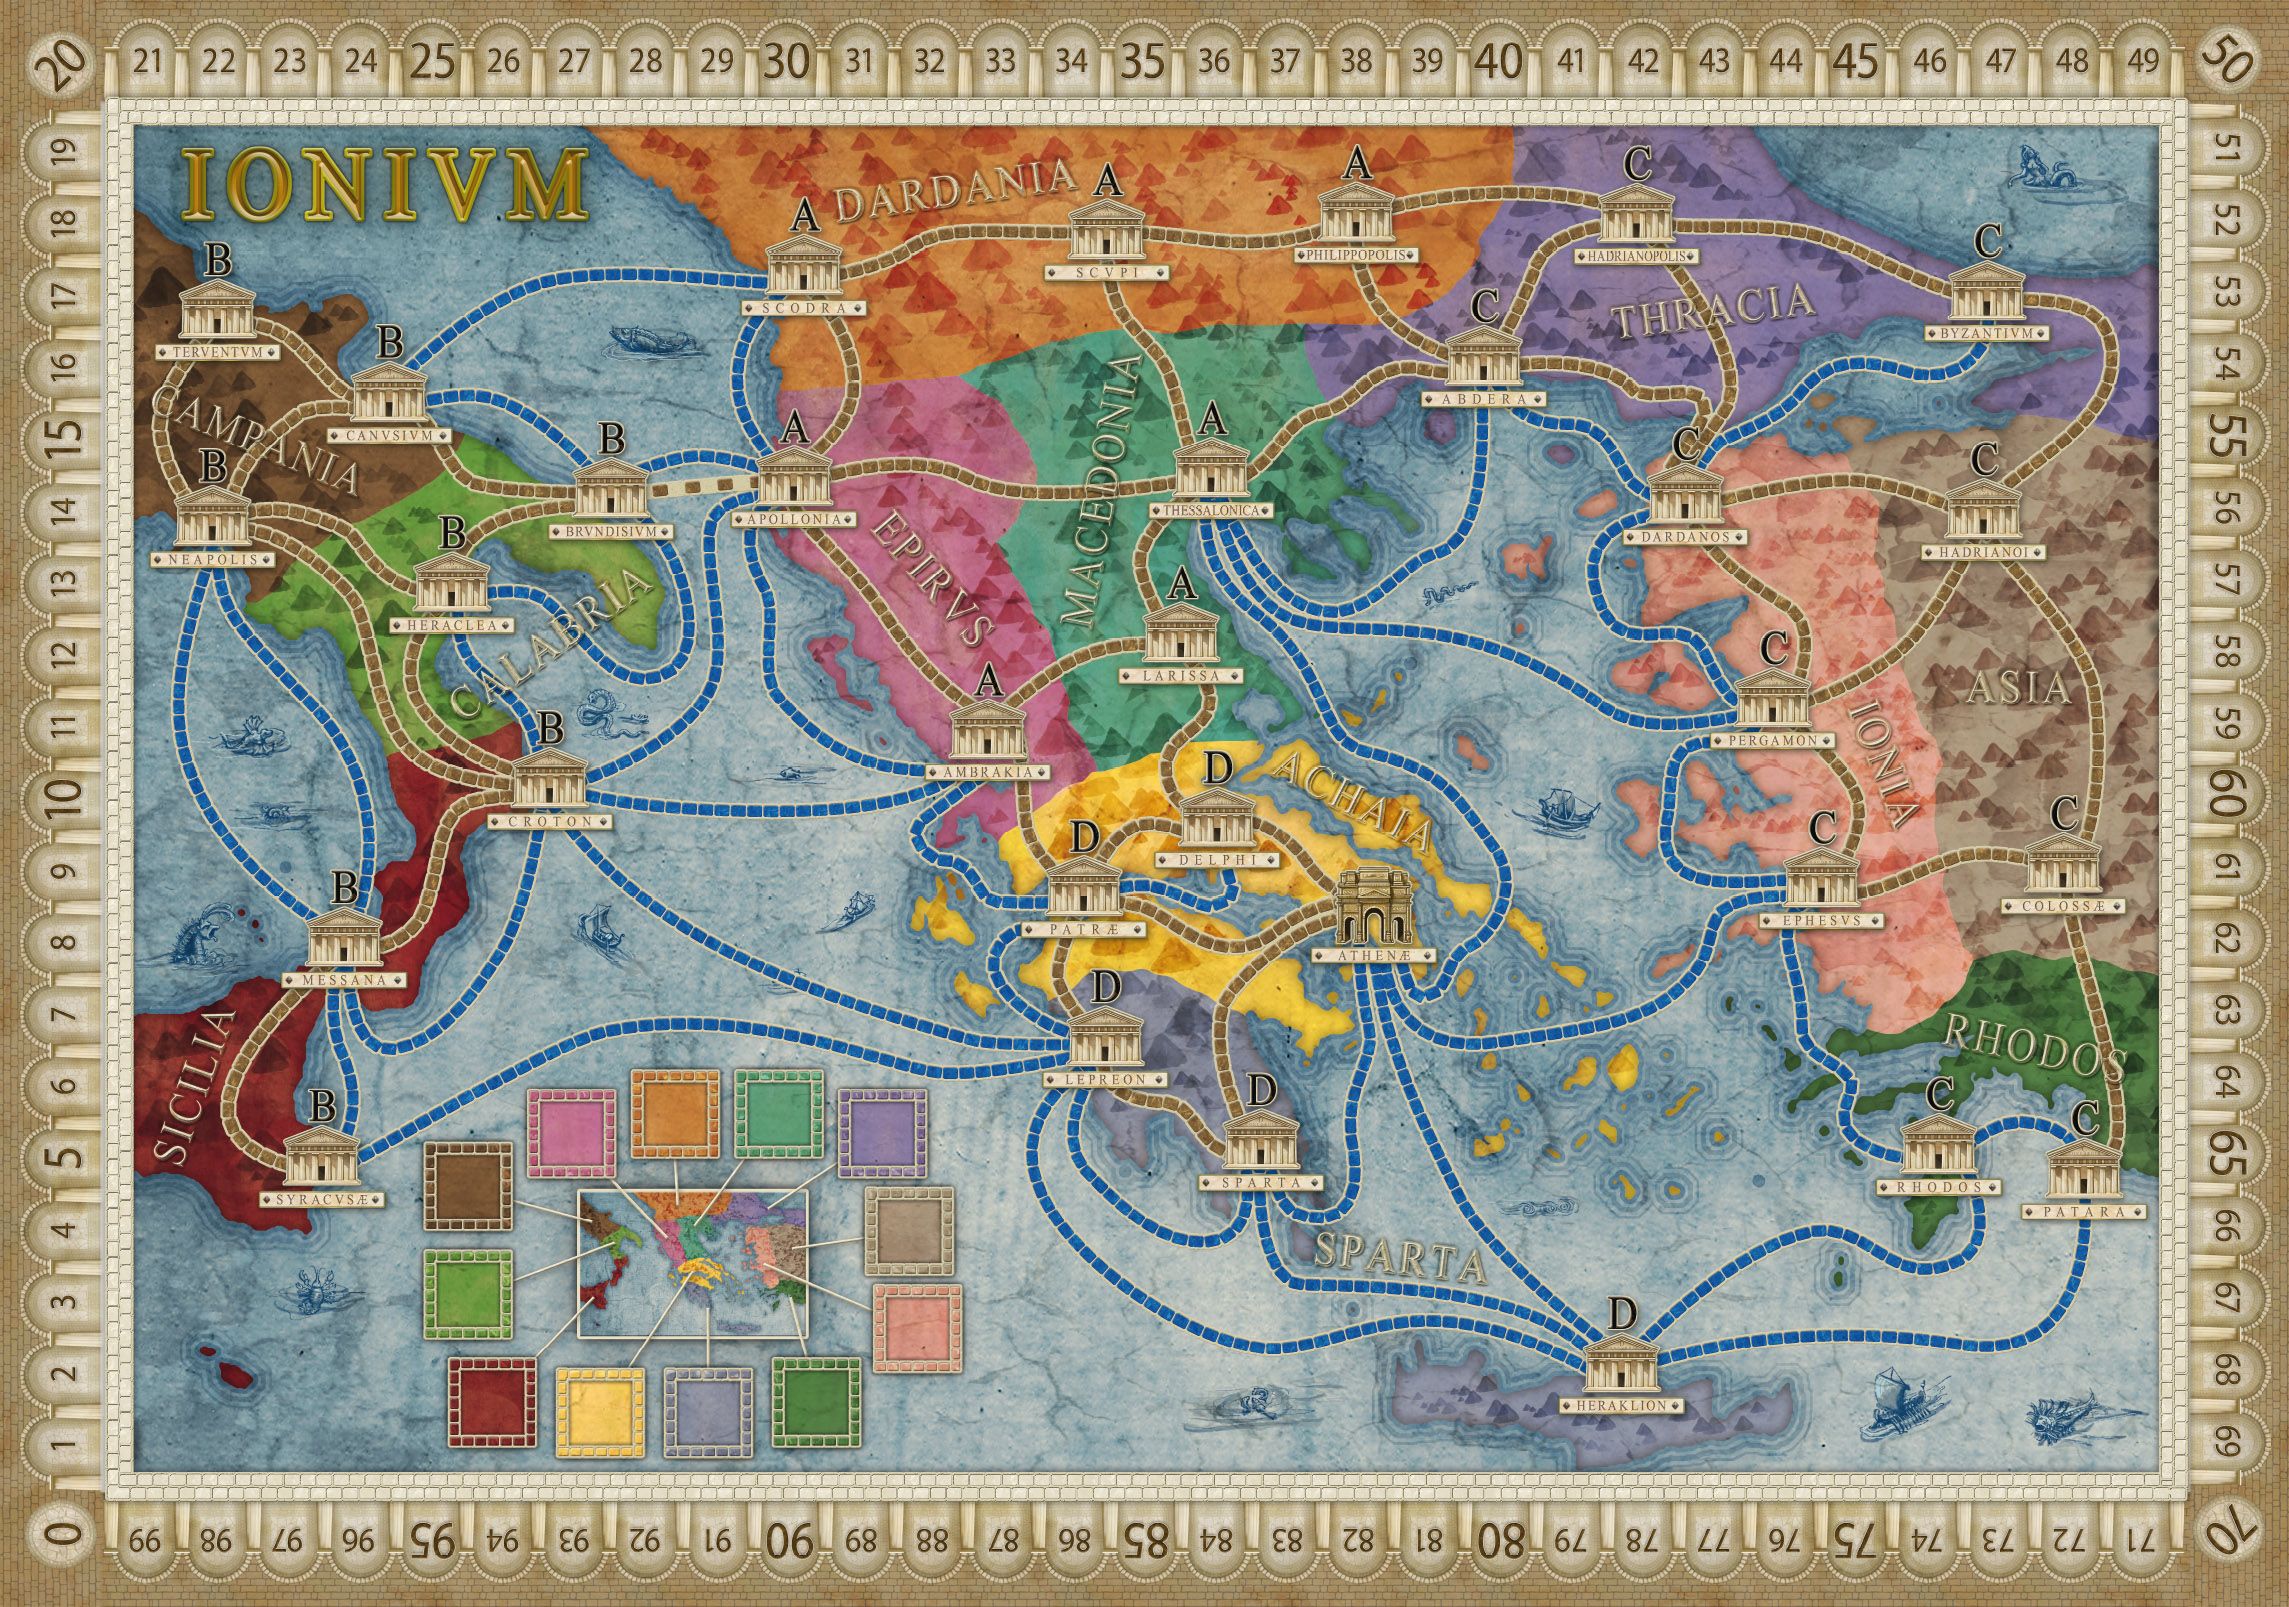 20 21 22 23 24 25 26 27 28 29 30 31 32 33 34 35 36 37 38 39 40 41 42 43 44 45 46 47 48 49 50
19
18
17
16
15
14
13
12
11
10
9
8
7
6
5
4
3
2
1
0
51
52
53
54
55
56
57
58
59
60
61
62
63
64
65
66
67
68
69
70
IONIVM
DARDANIA
THRACIA
CAMPANIA
MACEDONIA
EPIRVS
CALABRIA
ASIA
IONIA
ACHAIA
SICILIA
RHODOS
SPARTA
B
TERVENTVM
B
CANVSIVM
B
NEAPOLIS
B
BRVNDISIVM
B
HERACLEA
B
CROTON
B
MESSANA
B
SYRACVSÆ
A
SCODRA
A
SCVPI
A
PHILIPPOPOLIS
A
APOLLONIA
A
THESSALONICA
A
LARISSA
A
AMBRAKIA
C
HADRIANOPOLIS
C
BYZANTIVM
C
ABDERA
C
DARDANOS
C
HADRIANOI
C
PERGAMON
C
EPHESVS
C
COLOSSÆ
C
RHODOS
C
PATARA
D
DELPHI
D
PATRÆ
ATHENÆ
D
LEPREON
D
SPARTA
D
HERAKLION
99 98 97 96 95 94 93 92 91 90 89 88 87 86 85 84 83 82 81 80 79 78 77 76 75 74 73 72 71